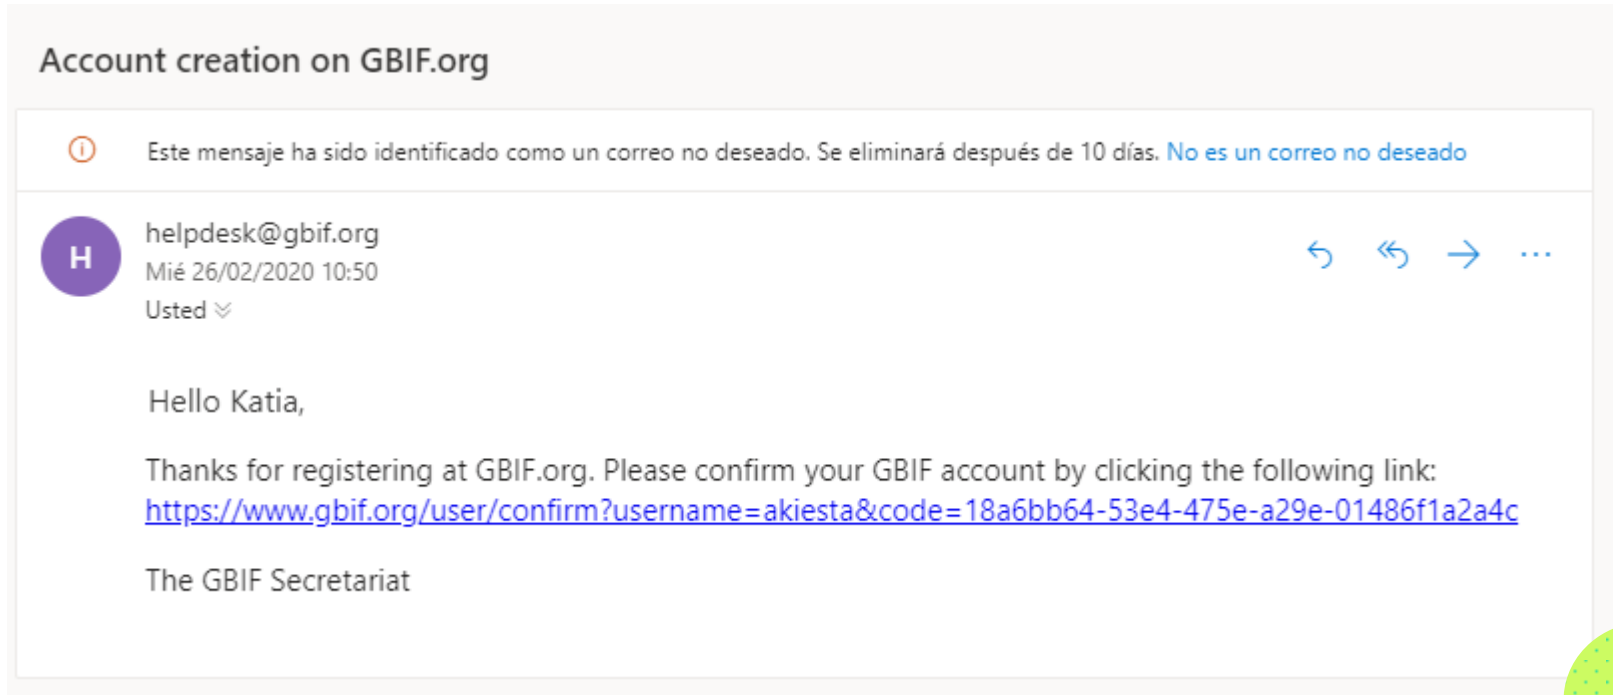 Account creation on GBIF.org
Este mensaje ha sido identificado como un correo no deseado. Se eliminará después de 10 días. No es un correo no deseado
H
helpdesk@gbif.org
Mié 26/02/2020 10:50
Usted
Hello Katia,
Thanks for registering at GBIF.org. Please confirm your GBIF account by clicking the following link:
https://www.gbif.org/user/confirm?username=akiesta&code=18a6bb64-53e4-475e-a29e-01486f1a2a4c
The GBIF Secretariat